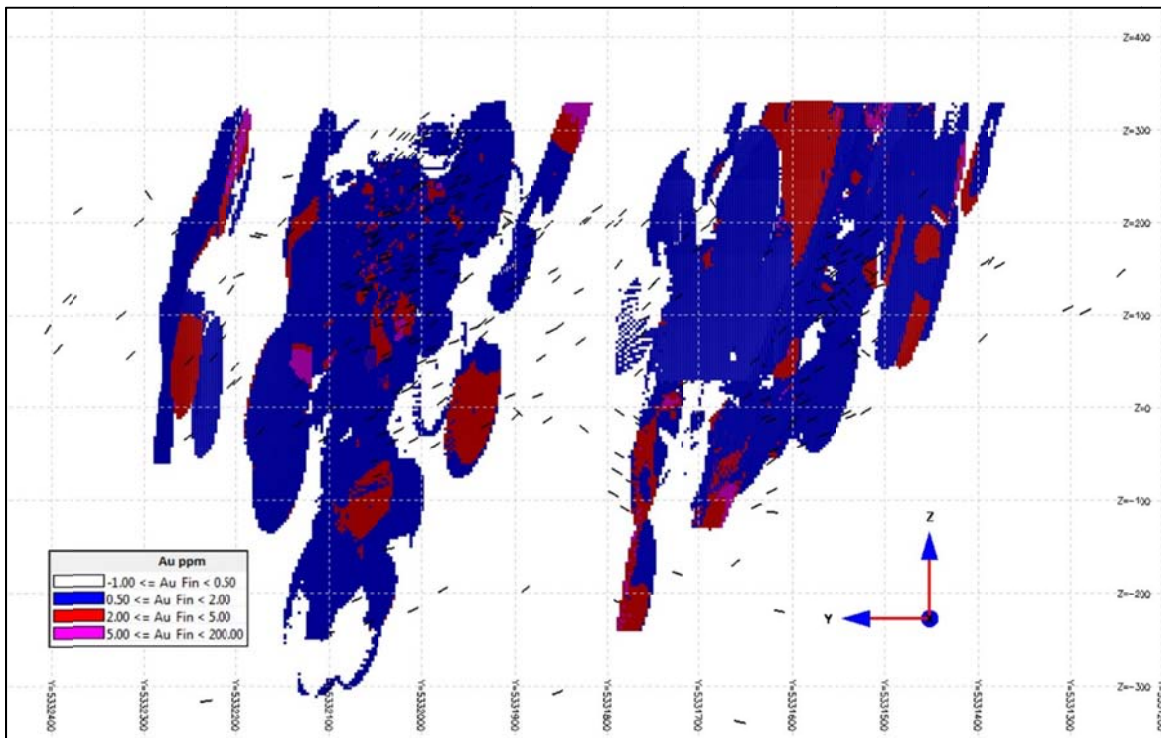 Z=400
Z=300
Z=200
Z=100
Z=0
Z=-100
Z=-200
Z=-300
Z
Y
Au ppm
-1.00 <= Au Fin < 0.50
0.50 <= Au Fin < 2.00
2.00 <= Au Fin < 5.00
5.00 <= Au Fin < 200.00
Y=5332400
Y=5332300
Y=5332200
Y=5332100
Y=5332000
Y=5331900
Y=5331800
Y=5331700
Y=5331600
Y=5331500
Y=5331400
Y=5331300